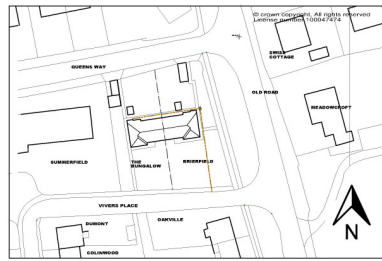 © crown copyright, All rights reserved
License number 100047474
SWISS
COTTAGE
QUEENS WAY
OLD ROAD
MEADOWCROFT
SUMMERFIELD
THE
BUNGALOW
BRIERFIELD
VIVERS PLACE
OAKVILLE
DUMONT
COLINWOOD
N